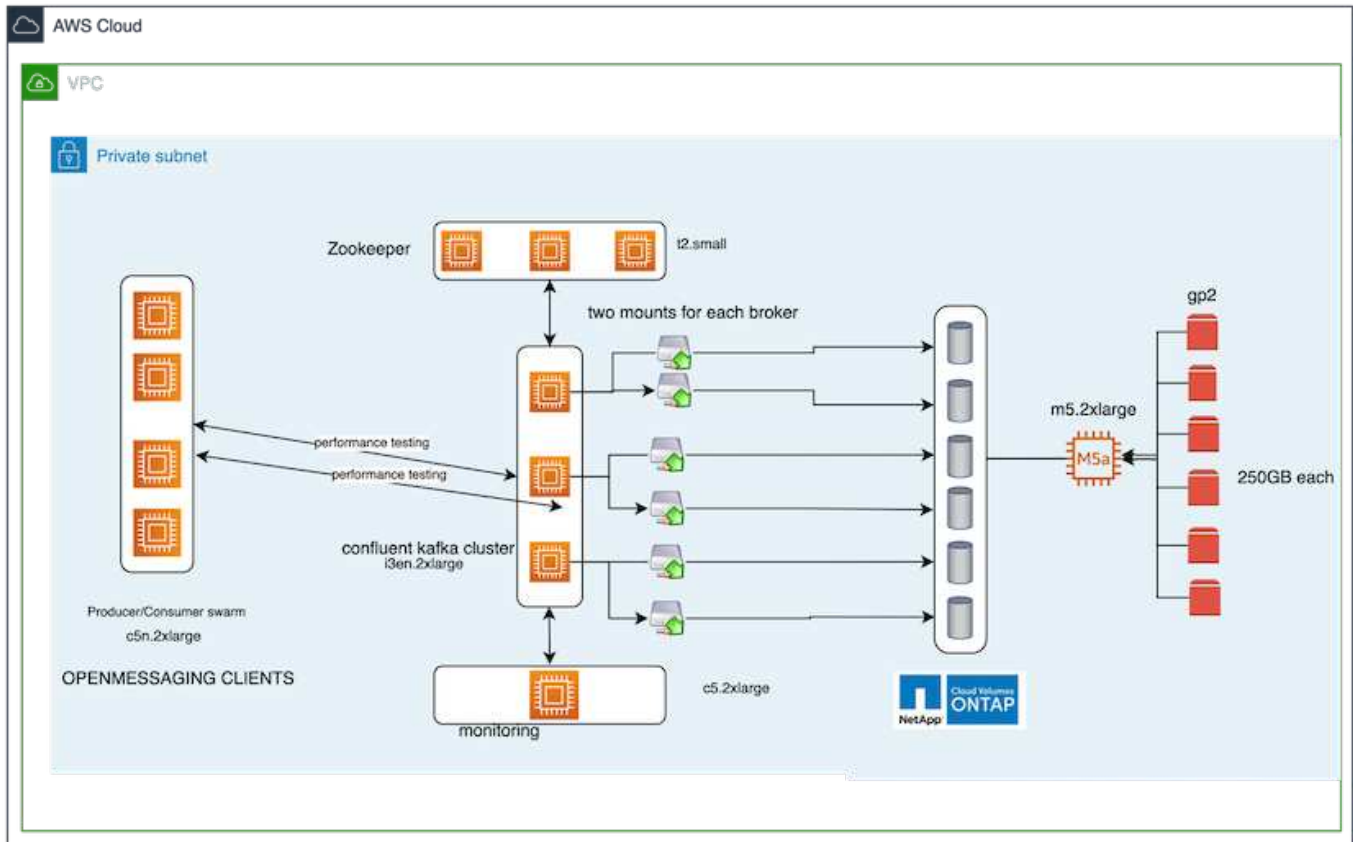 AWS Cloud
VPC
Private subnet
Zookeeper
t2.small
two mounts for each broker
gp2
m5.2xlarge
M5a
250GB each
performance testing
performance testing
confluent kafka cluster
i3en.2xlarge
Producer/Consumer swarm
c5n.2xlarge
OPENMESSAGING CLIENTS
c5.2xlarge
monitoring
NetApp
Cloud Volumes
ONTAP